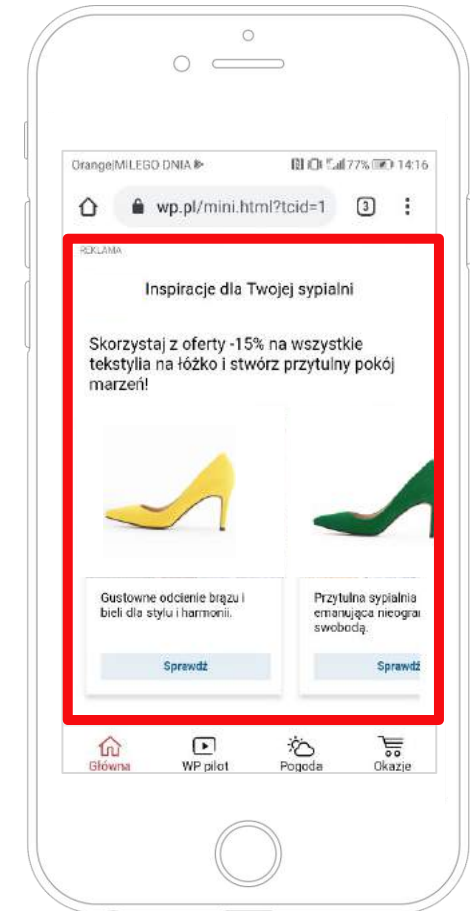 Orange|MIŁEGO DNIA 77% 14:16
wp.pl/mini.html?tcid=1 3
REKLAMA
Inspiracje dla Twojej sypialni
Skorzystaj z oferty -15% na wszystkie
tekstylia na łóżko i stwórz przytulny pokój
marzeń!
Gustowne odcienie brązu i
bieli dla stylu i harmonii.
Sprawdź
Przytulna sypialnia
emanująca nieogran
swobodą.
Sprawdź
Główna WP pilot Pogoda Okazje